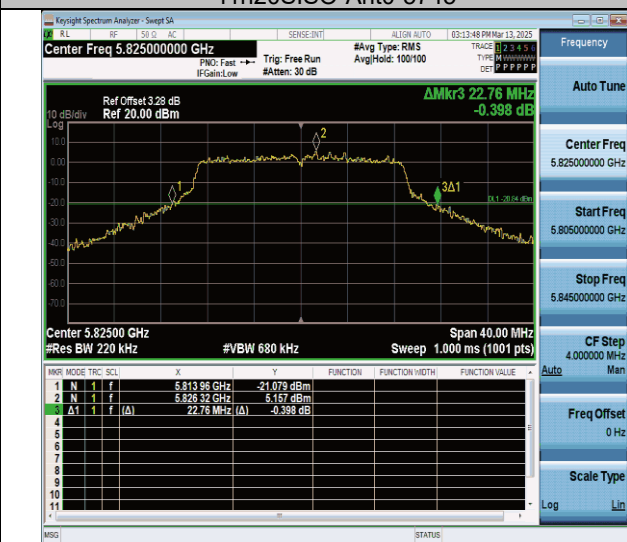 Keysight Spectrum Analyzer - Swept SA
RL RF 50 Ω AC SENSE:INT ALIGN AUTO 03:13:48 PM Mar 13, 2025
Center Freq 5.825000000 GHz
#Avg Type: RMS
TRACE 1 2 3 4 5 6
PNO: Fast Trig: Free Run Avg|Hold: 100/100
TYPE
IFGain:Low #Atten: 30 dB
DET P P P P P P
Frequency
Auto Tune
ΔMkr3 22.76 MHz
-0.398 dB
Ref Offset 3.28 dB
10 dB/div Ref 20.00 dBm
Log
10.0
0.00
-10.0
-20.0
-30.0
-40.0
-50.0
-60.0
-70.0
1
2
3Δ1
Center Freq
5.825000000 GHz
Start Freq
5.805000000 GHz
Stop Freq
5.845000000 GHz
Center 5.82500 GHz Span 40.00 MHz
#Res BW 220 kHz #VBW 680 kHz Sweep 1.000 ms (1001 pts)
CF Step
4.000000 MHz
Auto Man
MKR MODE TRC SCL X Y FUNCTION FUNCTION WIDTH FUNCTION VALUE
1 N 1 f 5.813 96 GHz -21.079 dBm
2 N 1 f 5.826 32 GHz 5.157 dBm
3 Δ1 1 f (Δ) 22.76 MHz (Δ) -0.398 dB
4
5
6
7
8
9
10
11
Freq Offset
0 Hz
Scale Type
Log Lin
MSG STATUS